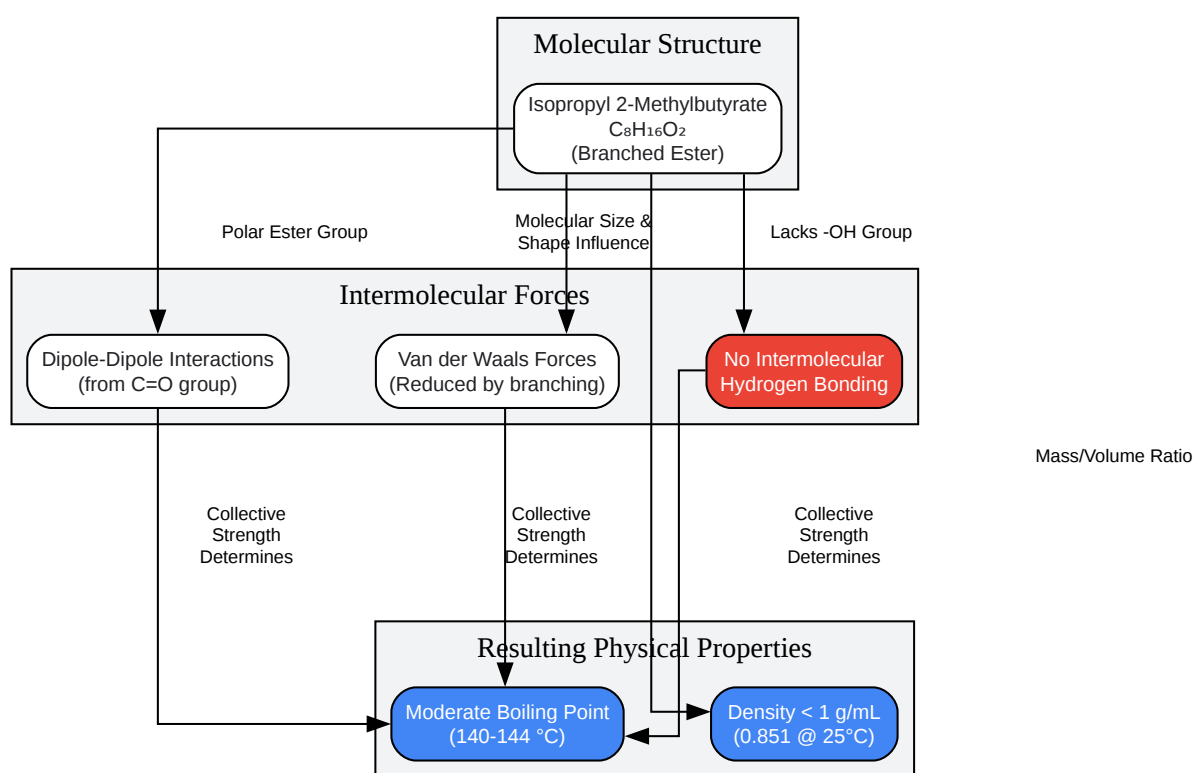 Molecular Structure
Isopropyl 2-Methylbutyrate
C₈H₁₆O₂
(Branched Ester)
Polar Ester Group
Molecular Size &
Shape Influence
Lacks -OH Group
Intermolecular Forces
Dipole-Dipole Interactions
(from C=O group)
Van der Waals Forces
(Reduced by branching)
No Intermolecular
Hydrogen Bonding
Mass/Volume Ratio
Collective
Strength
Determines
Collective
Strength
Determines
Collective
Strength
Determines
Resulting Physical Properties
Moderate Boiling Point
(140-144 °C)
Density < 1 g/mL
(0.851 @ 25°C)